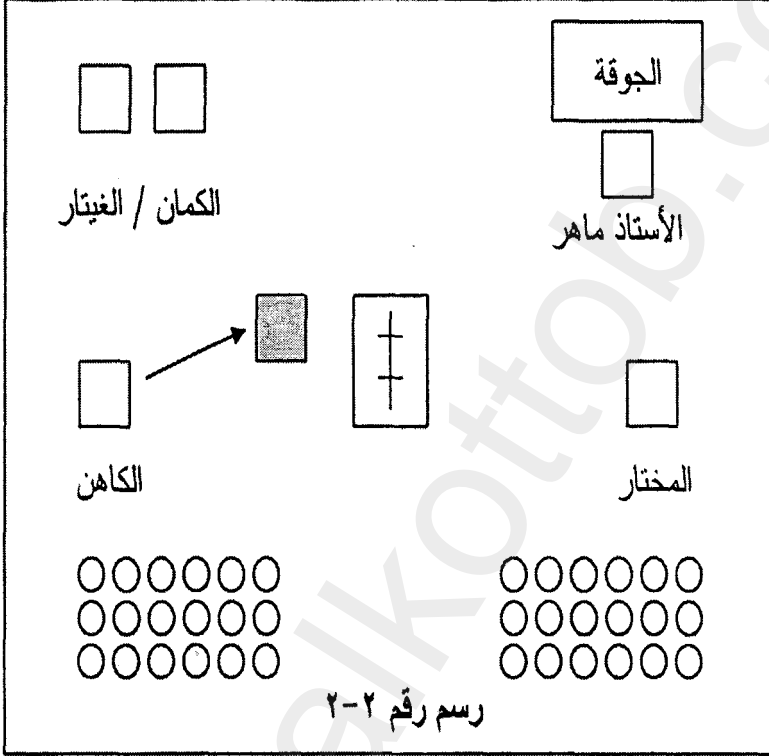 الجوقة
الكمان / الغيتار
الأستاذ ماهر
الكاهن
المختار
رسم رقم ٢-٢